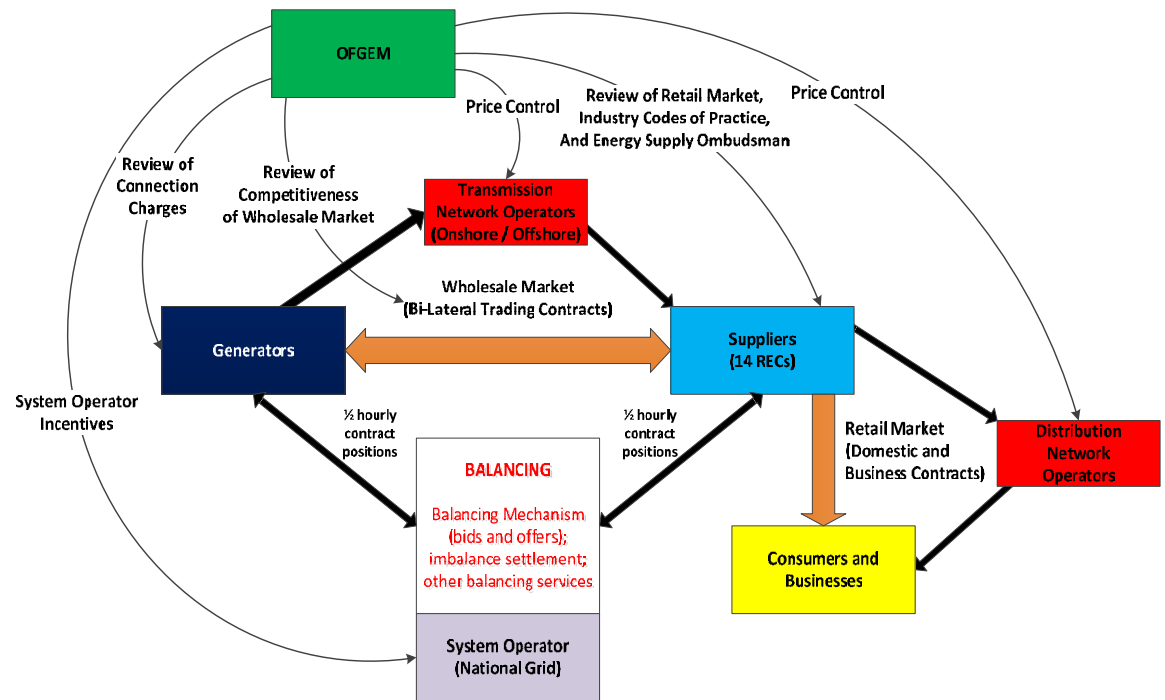 OFGEM
Price Control
Review of Retail Market,
Industry Codes of Practice,
And Energy Supply Ombudsman
Price Control
Review of
Connection
Charges
Review of
Competitiveness
of Wholesale Market
Transmission
Network Operators
(Onshore / Offshore)
Wholesale Market
(Bi-Lateral Trading Contracts)
Generators
Suppliers
(14 RECs)
System Operator
Incentives
½ hourly
contract
positions
½ hourly
contract
positions
Retail Market
(Domestic and
Business Contracts)
Distribution
Network
Operators
BALANCING
Balancing Mechanism
(bids and offers);
imbalance settlement;
other balancing services
Consumers and
Businesses
System Operator
(National Grid)